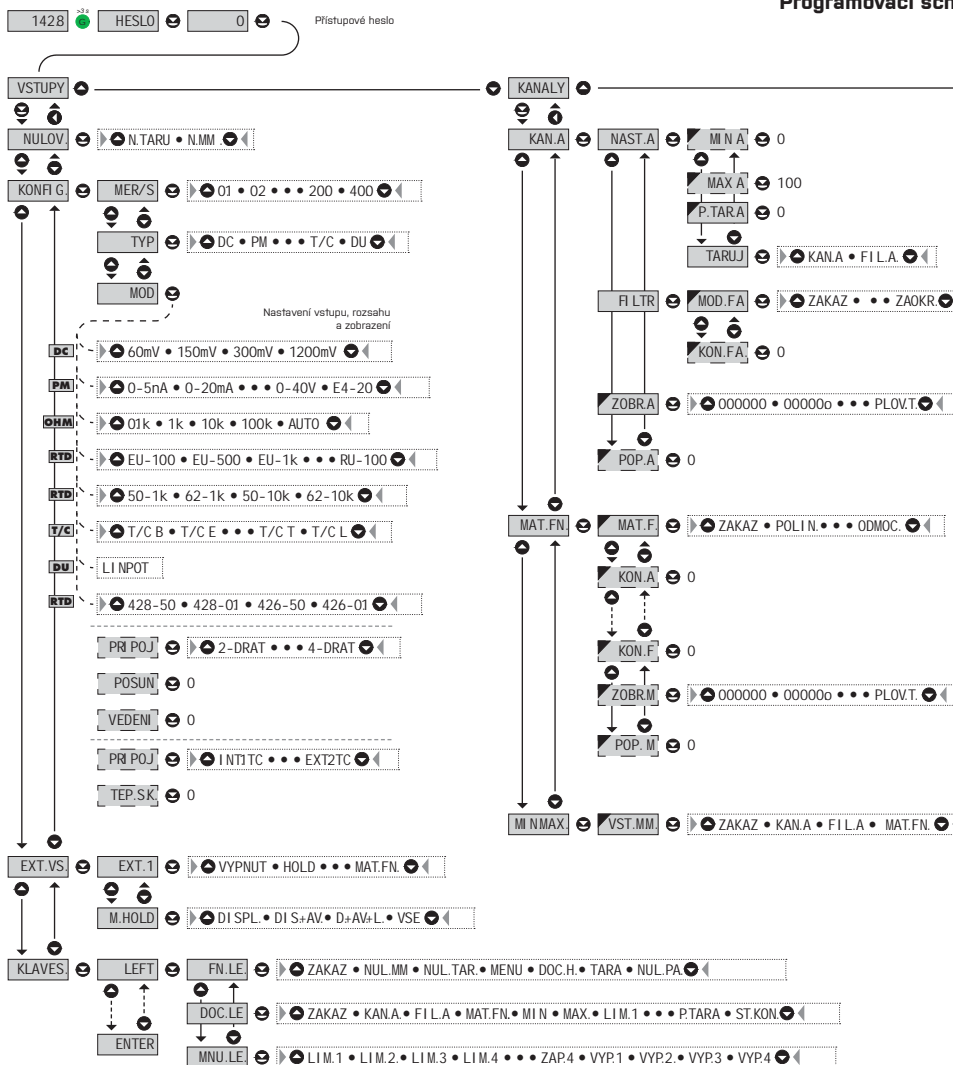 Programovací sch
1428 >3 s G HESLO 0 Přístupové heslo
VSTUPY
KANALY
NULOV. N.TARU • N.MM.
KAN.A NAST.A MIN A 0
MAX A 100
P.TAR.A 0
TARUJ KAN.A • FIL.A.
KONFIG. MER/S 01 • 02 • • • 200 • 400
TYP DC • PM • • • T/C • DU
MOD
FILTR MOD.FA ZAKAZ • • • ZAOKR.
KON.FA. 0
Nastavení vstupu, rozsahu
a zobrazení
DC 60mV • 150mV • 300mV • 1200mV
PM 0-5nA • 0-20mA • • • 0-40V • E4-20
OHM 01k • 1k • 10k • 100k • AUTO
RTD EU-100 • EU-500 • EU-1k • • • RU-100
RTD 50-1k • 62-1k • 50-10k • 62-10k
T/C T/C B • T/C E • • • T/C T • T/C L
DU LINPOT
RTD 428-50 • 428-01 • 426-50 • 426-01
ZOBR.A 000000 • 00000o • • • PLOV.T.
POP.A 0
MAT.FN. MAT.F. ZAKAZ • POLIN. • • • ODMOC.
KON.A 0
KON.F 0
ZOBR.M 000000 • 00000o • • • PLOV.T.
POP. M 0
PRIPOJ 2-DRAT • • • 4-DRAT
POSUN 0
VEDENI 0
PRIPOJ INT1TC • • • EXT2TC
TEP.S.K. 0
MINMAX. VST.MM. ZAKAZ • KAN.A • FIL.A • MAT.FN.
EXT.VS. EXT.1 VYPNUT • HOLD • • • MAT.FN.
M.HOLD DISPL. • DIS+AV. • D+AV+L. • VSE
KLAVES. LEFT FN.LE. ZAKAZ • NUL.MM • NUL.TAR. • MENU • DOC.H. • TARA • NUL.PA.
DOC.LE ZAKAZ • KAN.A. • FIL.A • MAT.FN. • MIN • MAX. • LIM.1 • • • P.TARA • ST.KON.
ENTER
MNU.LE. LIM.1 • LIM.2. • LIM.3 • LIM.4 • • • ZAP.4 • VYP.1 • VYP.2. • VYP.3 • VYP.4